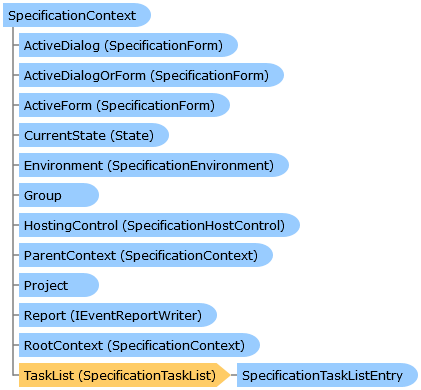 SpecificationContext
ActiveDialog (SpecificationForm)
ActiveDialogOrForm (SpecificationForm)
ActiveForm (SpecificationForm)
CurrentState (State)
Environment (SpecificationEnvironment)
Group
HostingControl (SpecificationHostControl)
ParentContext (SpecificationContext)
Project
Report (IEventReportWriter)
RootContext (SpecificationContext)
TaskList (SpecificationTaskList) SpecificationTaskListEntry